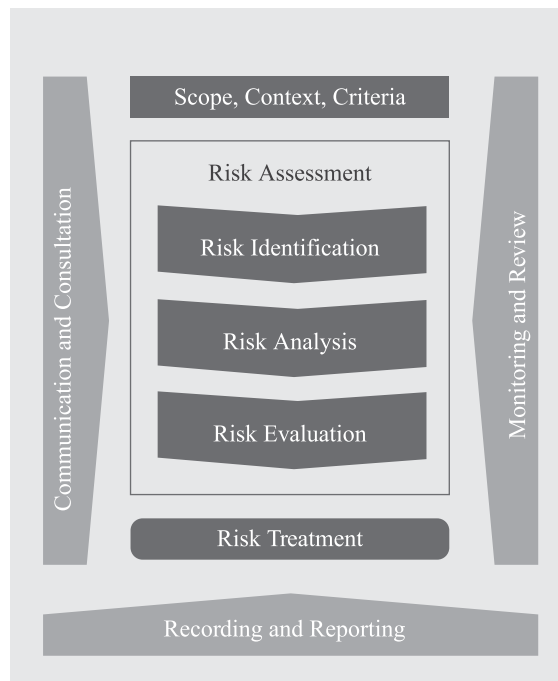 Scope, Context, Criteria
Risk Assessment
Risk Identification
Risk Analysis
Risk Evaluation
Risk Treatment
Communication and Consultation
Monitoring and Review
Recording and Reporting